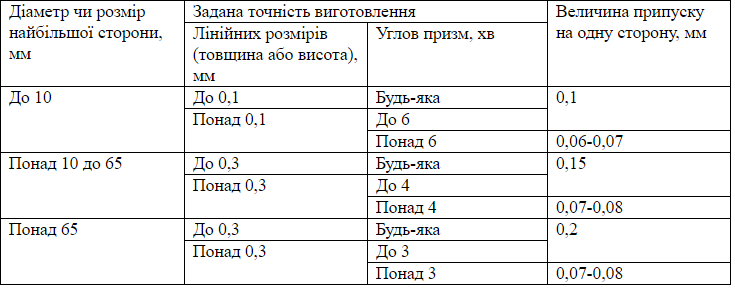 Діаметр чи розмір найбільшої сторони, мм
Задана точність виготовлення
Величина припуску на одну сторону, мм
Лінійних розмірів (товщина або висота), мм
Углов призм, хв
До 10
До 0,1
Будь-яка
0,1
Понад 0,1
До 6
Понад 6
0,06-0,07
Понад 10 до 65
До 0,3
Будь-яка
0,15
Понад 0,3
До 4
Понад 4
0,07-0,08
Понад 65
До 0,3
Будь-яка
0,2
Понад 0,3
До 3
Понад 3
0,07-0,08